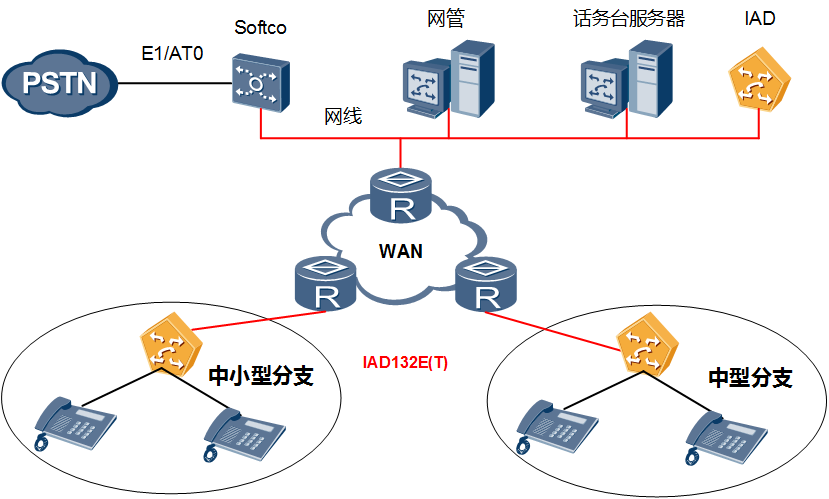 Softco
网管
话务台服务器
IAD
E1/AT0
PSTN
网线
R
WAN
R
R
IAD132E(T)
中小型分支
中型分支